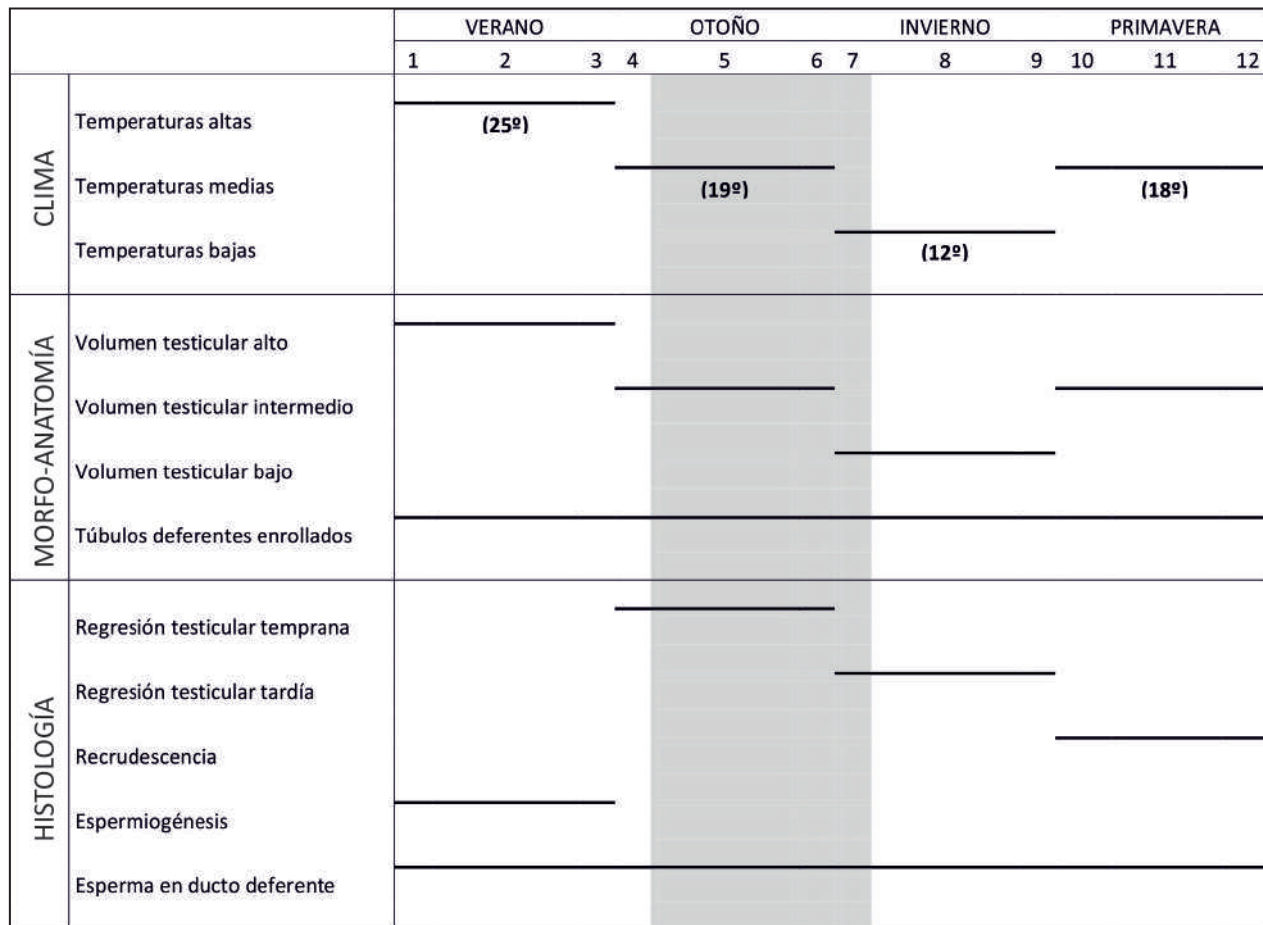 VERANO OTOÑO INVIERNO PRIMAVERA
1 2 3 4 5 6 7 8 9 10 11 12
CLIMA
Temperaturas altas (25º)
Temperaturas medias (19º) (18º)
Temperaturas bajas (12º)
MORFO-ANATOMÍA
Volumen testicular alto
Volumen testicular intermedio
Volumen testicular bajo
Túbulos deferentes enrollados
HISTOLOGÍA
Regresión testicular temprana
Regresión testicular tardía
Recrudescencia
Espermiogénesis
Esperma en ducto deferente